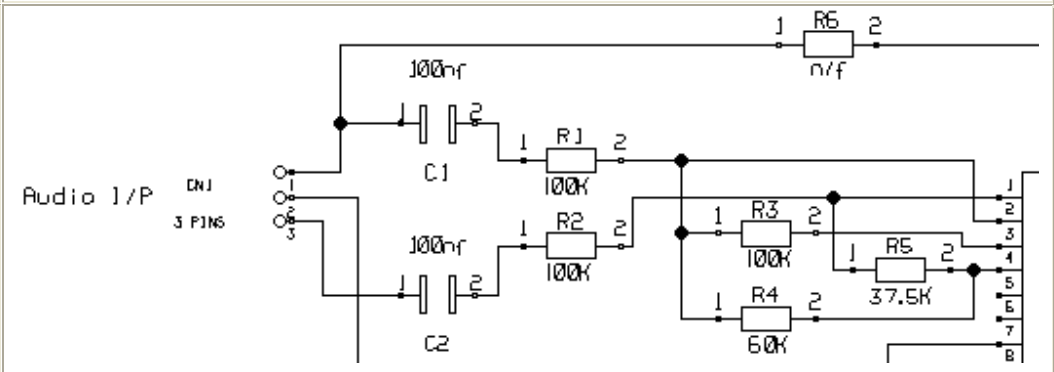 1 R6 2
n/f
100nf
1 2
C1
1 R1 2
100K
Audio I/P
CN1
3 PINS
1
2
3
100nf
1 2
C2
1 R2 2
100K
1 R3 2
100K
1 R4 2
60K
1 R5 2
37.5K
1
2
3
4
5
6
7
8